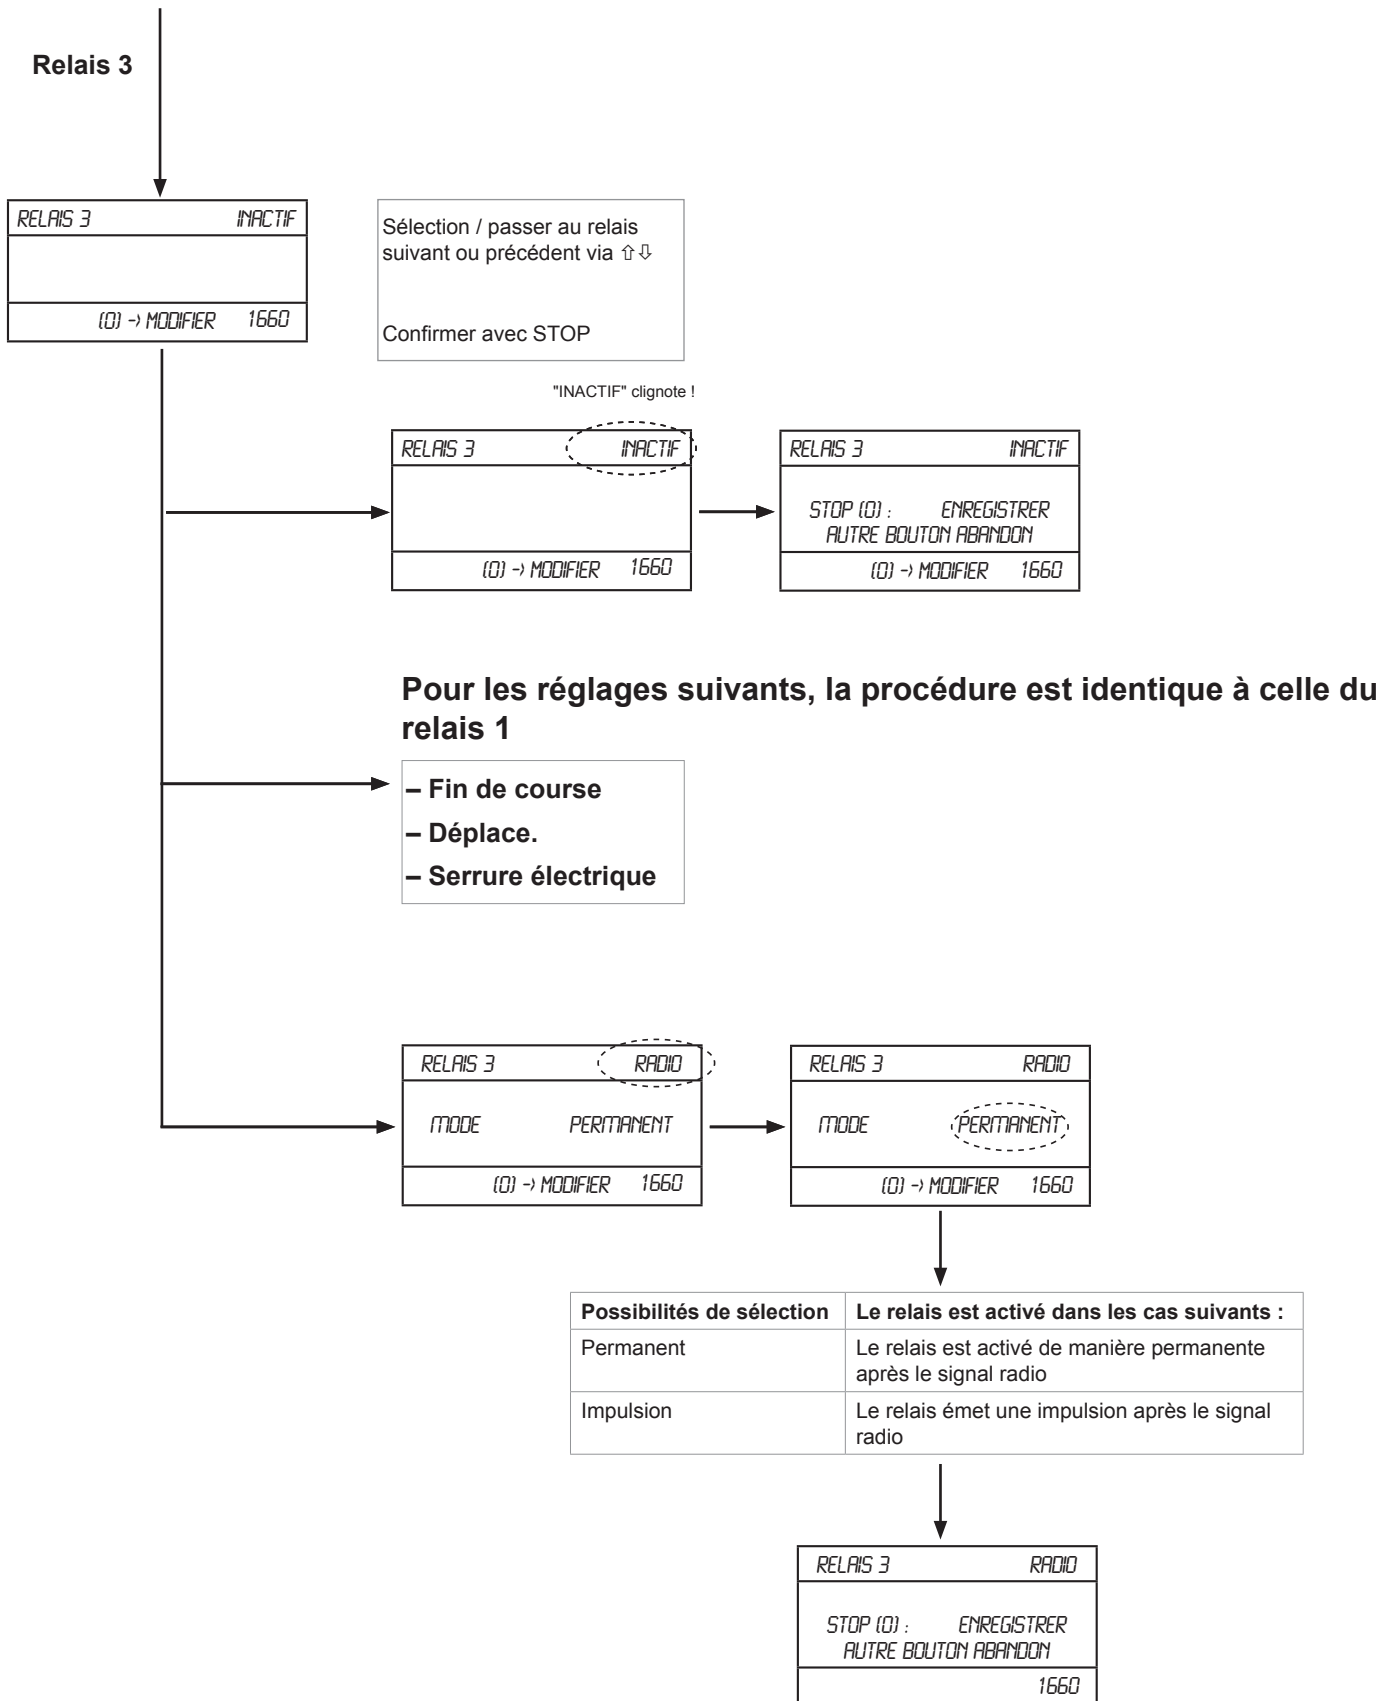 Relais 3
RELAIS 3 INACTIF
(0) -> MODIFIER 1660
Sélection / passer au relais
suivant ou précédent via ⇧⇩
Confirmer avec STOP
"INACTIF" clignote !
RELAIS 3 INACTIF
(0) -> MODIFIER 1660
RELAIS 3 INACTIF
STOP (0) : ENREGISTRER
AUTRE BOUTON ABANDON
(0) -> MODIFIER 1660
Pour les réglages suivants, la procédure est identique à celle du
relais 1
– Fin de course
– Déplace.
– Serrure électrique
RELAIS 3 RADIO
MODE PERMANENT
(0) -> MODIFIER 1660
RELAIS 3 RADIO
MODE PERMANENT
(0) -> MODIFIER 1660
Possibilités de sélection Le relais est activé dans les cas suivants :
Permanent Le relais est activé de manière permanente
après le signal radio
Impulsion Le relais émet une impulsion après le signal
radio
RELAIS 3 RADIO
STOP (0) : ENREGISTRER
AUTRE BOUTON ABANDON
1660